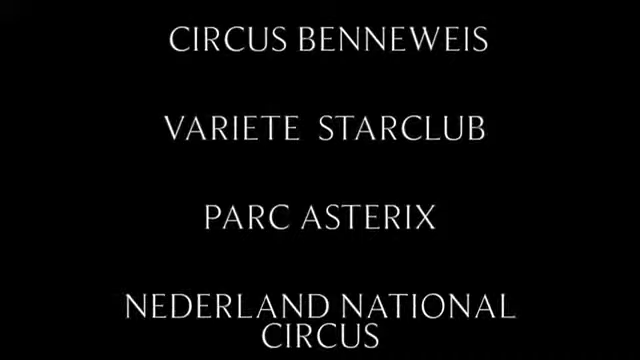 CIRCUS BENNEWEIS
VARIETE STARCLUB
PARC ASTERIX
NEDERLAND NATIONAL
CIRCUS